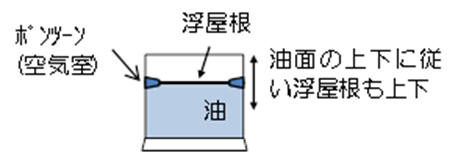 浮屋根
ﾎﾟﾝﾂｰﾝ
(空気室)
油面の上下に従
い浮屋根も上下
油